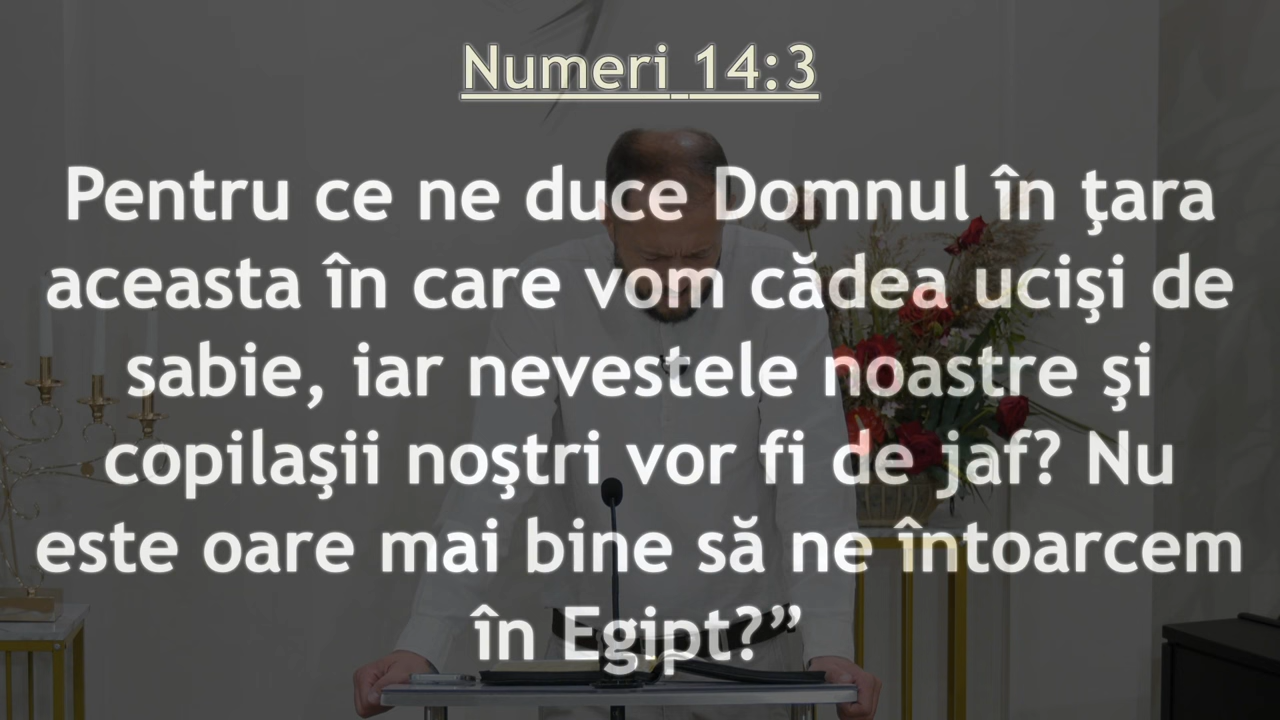 Numeri 14:3
Pentru ce ne duce Domnul în ţara
aceasta în care vom cădea ucişi de
sabie, iar nevestele noastre şi
copilaşii noştri vor fi de jaf? Nu
este oare mai bine să ne întoarcem
în Egipt?”